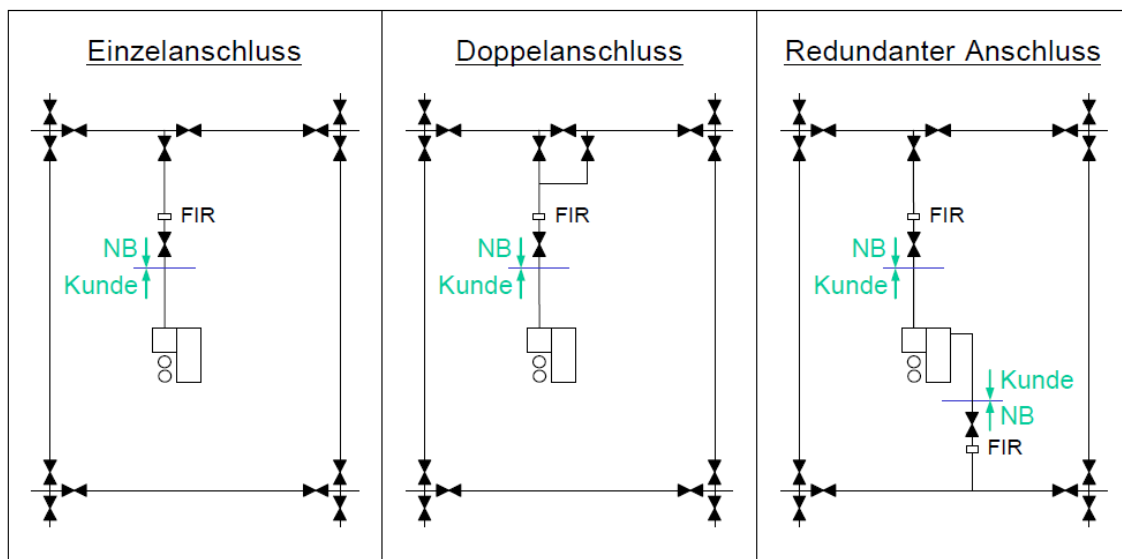 Einzelanschluss
FIR
NB
Kunde
Doppelanschluss
FIR
NB
Kunde
Redundanter Anschluss
FIR
NB
Kunde
Kunde
NB
FIR